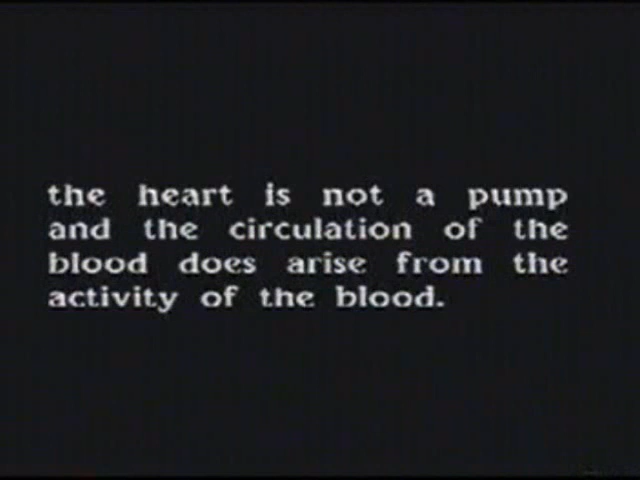 the heart is not a pump
and the circulation of the
blood does arise from the
activity of the blood.